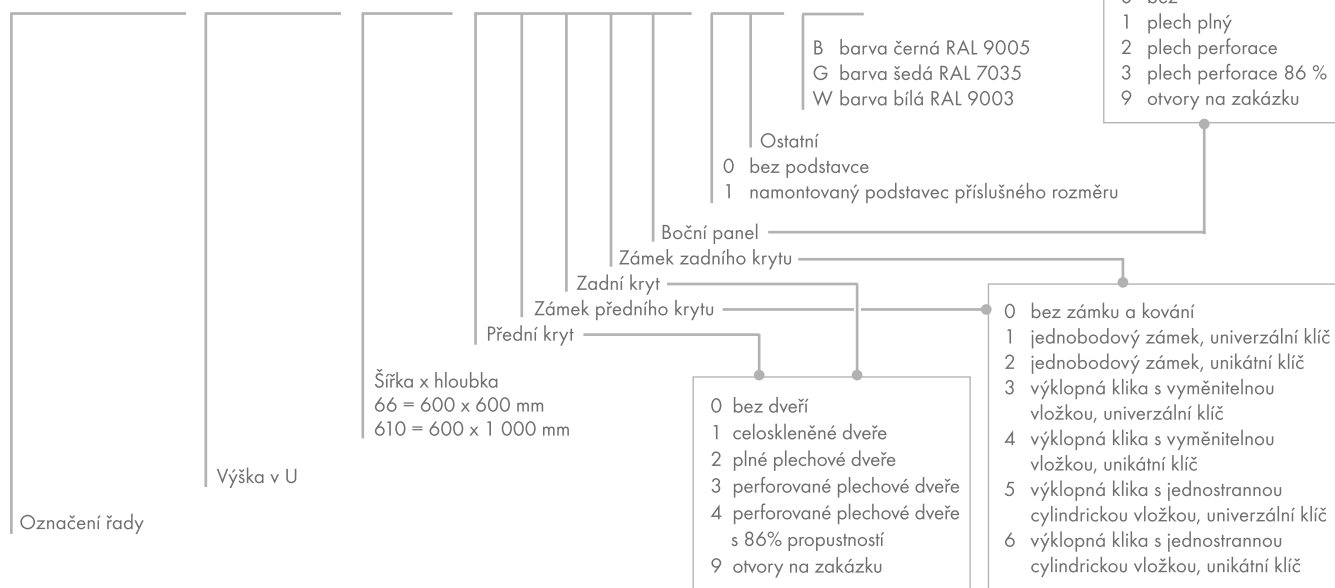 1 plech plný
2 plech perforace
3 plech perforace 86 %
9 otvory na zakázku
B barva černá RAL 9005
G barva šedá RAL 7035
W barva bílá RAL 9003
Ostatní
0 bez podstavce
1 namontovaný podstavec příslušného rozměru
Boční panel
Zámek zadního krytu
Zadní kryt
Zámek předního krytu
Přední kryt
0 bez zámku a kování
1 jednobodový zámek, univerzální klíč
2 jednobodový zámek, unikátní klíč
3 výklopná klika s vyměnitelnou
vložkou, univerzální klíč
4 výklopná klika s vyměnitelnou
vložkou, unikátní klíč
5 výklopná klika s jednostrannou
cylindrickou vložkou, univerzální klíč
6 výklopná klika s jednostrannou
cylindrickou vložkou, unikátní klíč
0 bez dveří
1 celoskleněné dveře
2 plné plechové dveře
3 perforované plechové dveře
4 perforované plechové dveře
s 86% propustností
9 otvory na zakázku
Šířka x hloubka
66 = 600 x 600 mm
610 = 600 x 1 000 mm
Výška v U
Označení řady